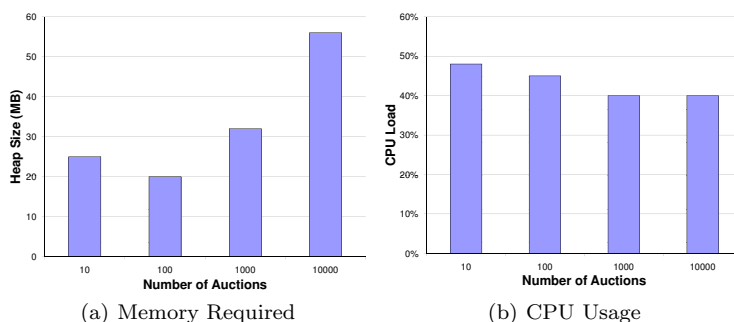 60
50
40
30
20
10
0
Heap Size (MB)
10 100 1000 10000
Number of Auctions
(a) Memory Required
60%
50%
40%
30%
20%
10%
0%
CPU Load
10 100 1000 10000
Number of Auctions
(b) CPU Usage